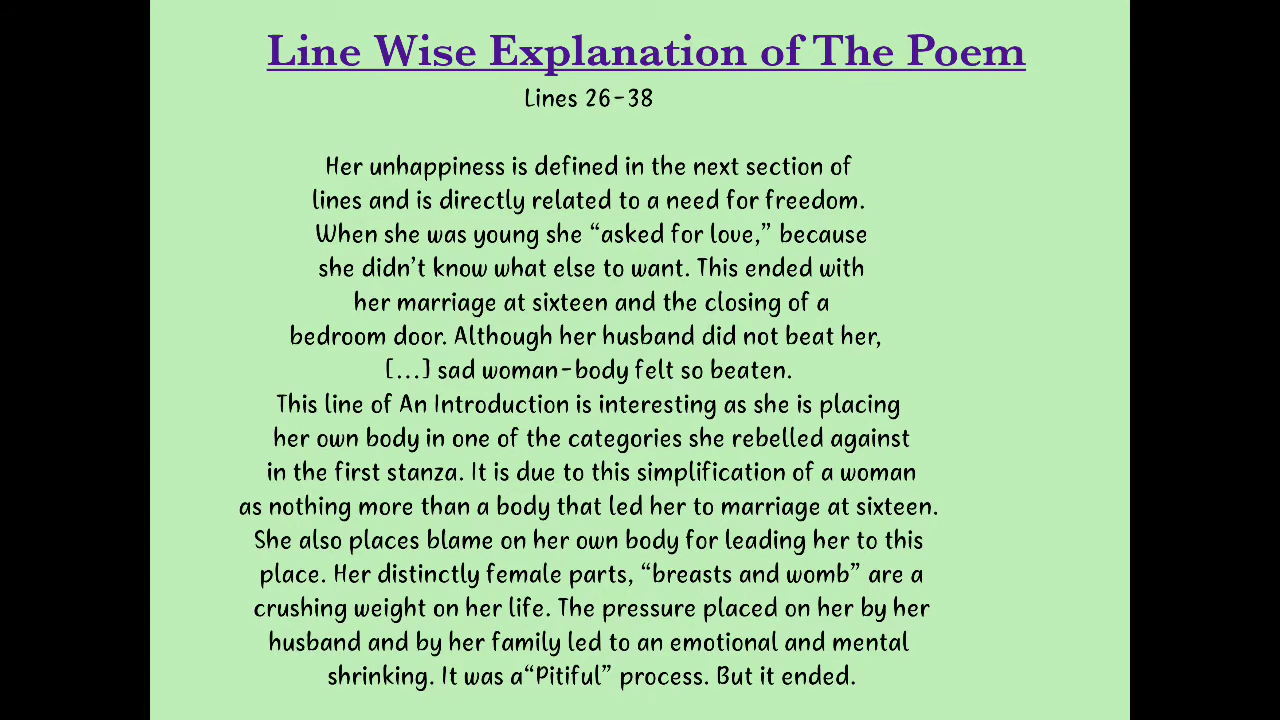 Line Wise Explanation of The Poem
Lines 26-38
Her unhappiness is defined in the next section of
lines and is directly related to a need for freedom.
When she was young she “asked for love,” because
she didn’t know what else to want. This ended with
her marriage at sixteen and the closing of a
bedroom door. Although her husband did not beat her,
[...] sad woman-body felt so beaten.
This line of An Introduction is interesting as she is placing
her own body in one of the categories she rebelled against
in the first stanza. It is due to this simplification of a woman
as nothing more than a body that led her to marriage at sixteen.
She also places blame on her own body for leading her to this
place. Her distinctly female parts, “breasts and womb” are a
crushing weight on her life. The pressure placed on her by her
husband and by her family led to an emotional and mental
shrinking. It was a“Pitiful” process. But it ended.